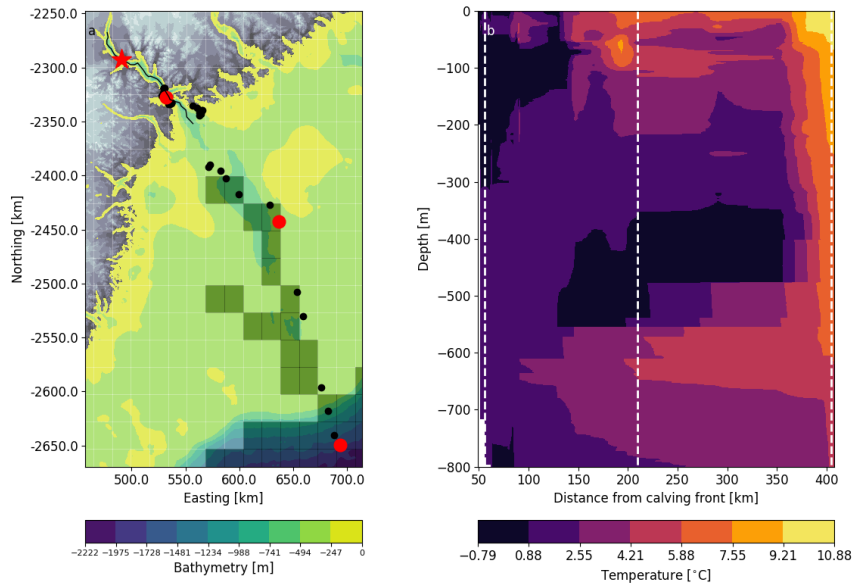 a
b
-2250.0
-2300.0
-2350.0
-2400.0
-2450.0
-2500.0
-2550.0
-2600.0
-2650.0
Northing [km]
500.0 550.0 600.0 650.0 700.0
Easting [km]
−2222 −1975 −1728 −1481 −1234 −988 −741 −494 −247 0
Bathymetry [m]
0
−100
−200
−300
−400
−500
−600
−700
−800
Depth [m]
50 100 150 200 250 300 350 400
Distance from calving front [km]
−0.79 0.88 2.55 4.21 5.88 7.55 9.21 10.88
Temperature [°C]